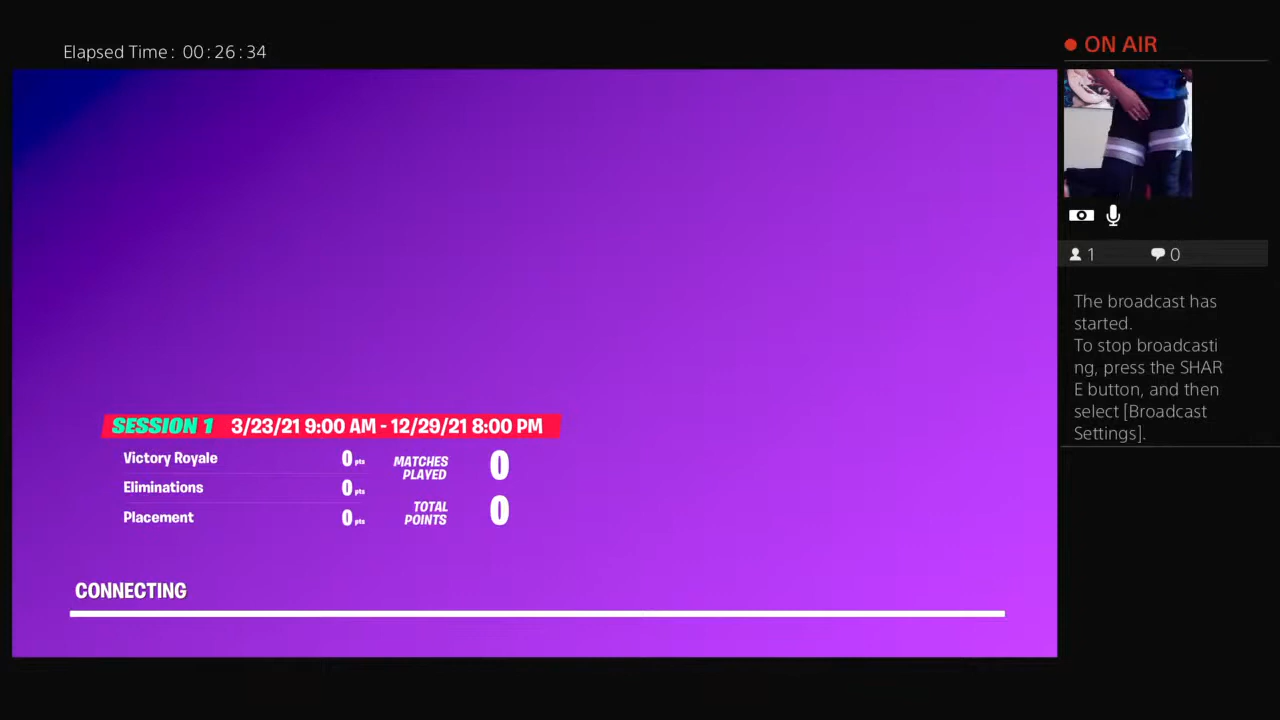 Elapsed Time: 00:26:34
ON AIR
1 0
The broadcast has
started.
To stop broadcasti
ng, press the SHAR
E button, and then
select [Broadcast
Settings].
SESSION 1 3/23/21 9:00 AM - 12/29/21 8:00 PM
Victory Royale 0 pts
Eliminations 0 pts
Placement 0 pts
MATCHES
PLAYED 0
TOTAL
POINTS 0
CONNECTING